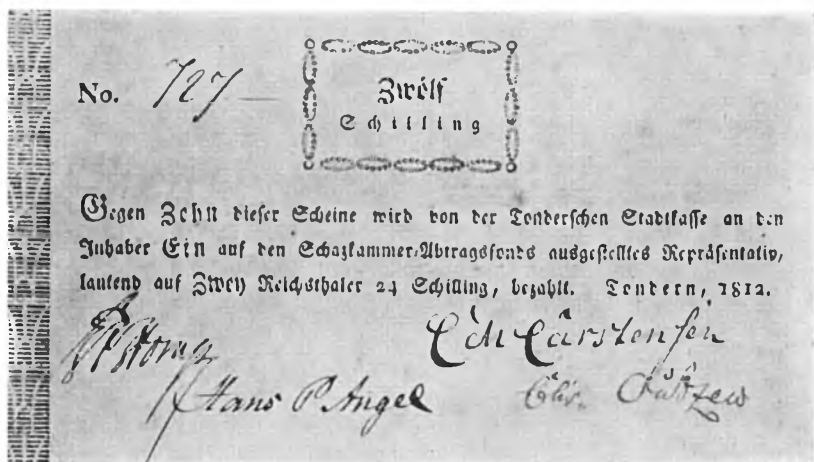 No. 727
Zwölf
Schilling
Gegen Zehn dieser Scheine wird von der Tonderschen Stadtkasse an den
Inhaber Ein auf den Schazkammer-Abtragsfonds ausgestelltes Repräsentativ,
lautend auf Zwey Reichsthaler 24 Schilling, bezahlt. Tondern, 1812.
Carstensen
Hans P. Angel Chr.